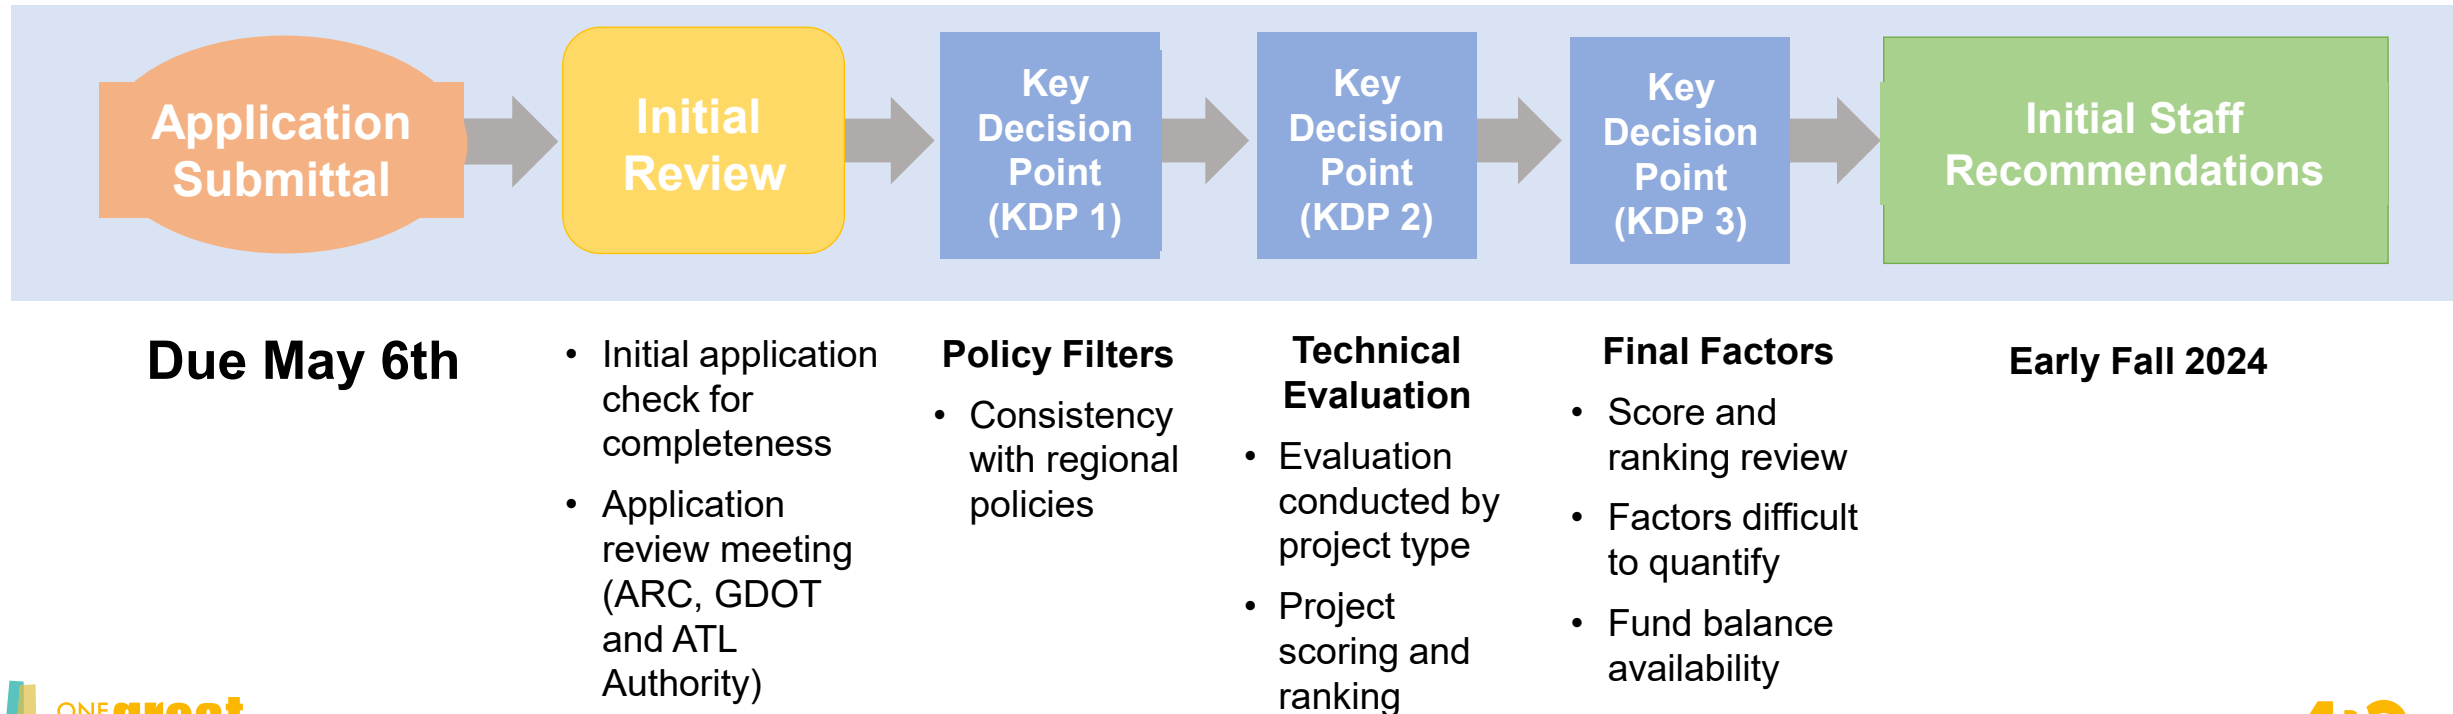 Application
Submittal
Initial
Review
Key
Decision
Point
(KDP 1)
Key
Decision
Point
(KDP 2)
Key
Decision
Point
(KDP 3)
Initial Staff
Recommendations
Due May 6th
• Initial application
check for
completeness
• Application
review meeting
(ARC, GDOT
and ATL
Authority)
Policy Filters
• Consistency
with regional
policies
Technical
Evaluation
• Evaluation
conducted by
project type
• Project
scoring and
ranking
Final Factors
• Score and
ranking review
• Factors difficult
to quantify
• Fund balance
availability
Early Fall 2024
ONE great